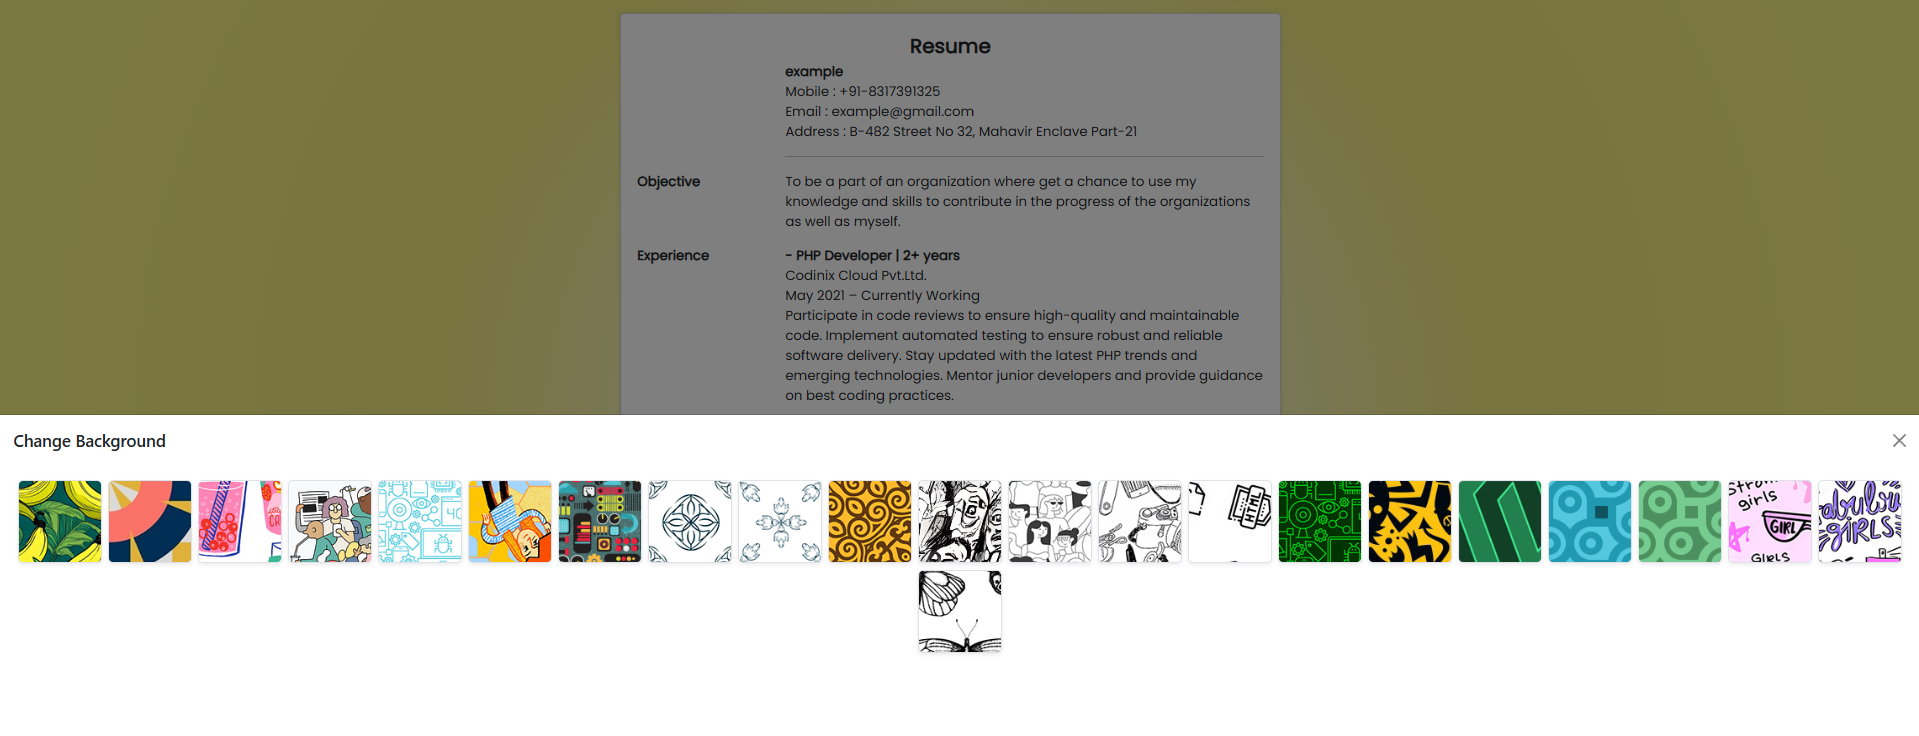 Resume
example
Mobile : +91-8317391325
Email : example@gmail.com
Address : B-482 Street No 32, Mahavir Enclave Part-21
Objective
To be a part of an organization where get a chance to use my
knowledge and skills to contribute in the progress of the organizations
as well as myself.
Experience
- PHP Developer | 2+ years
Codinix Cloud Pvt.Ltd.
May 2021 – Currently Working
Participate in code reviews to ensure high-quality and maintainable
code. Implement automated testing to ensure robust and reliable
software delivery. Stay updated with the latest PHP trends and
emerging technologies. Mentor junior developers and provide guidance
on best coding practices.
Change Background
HTML
girls
GIRL
GIRLS
GIRLS